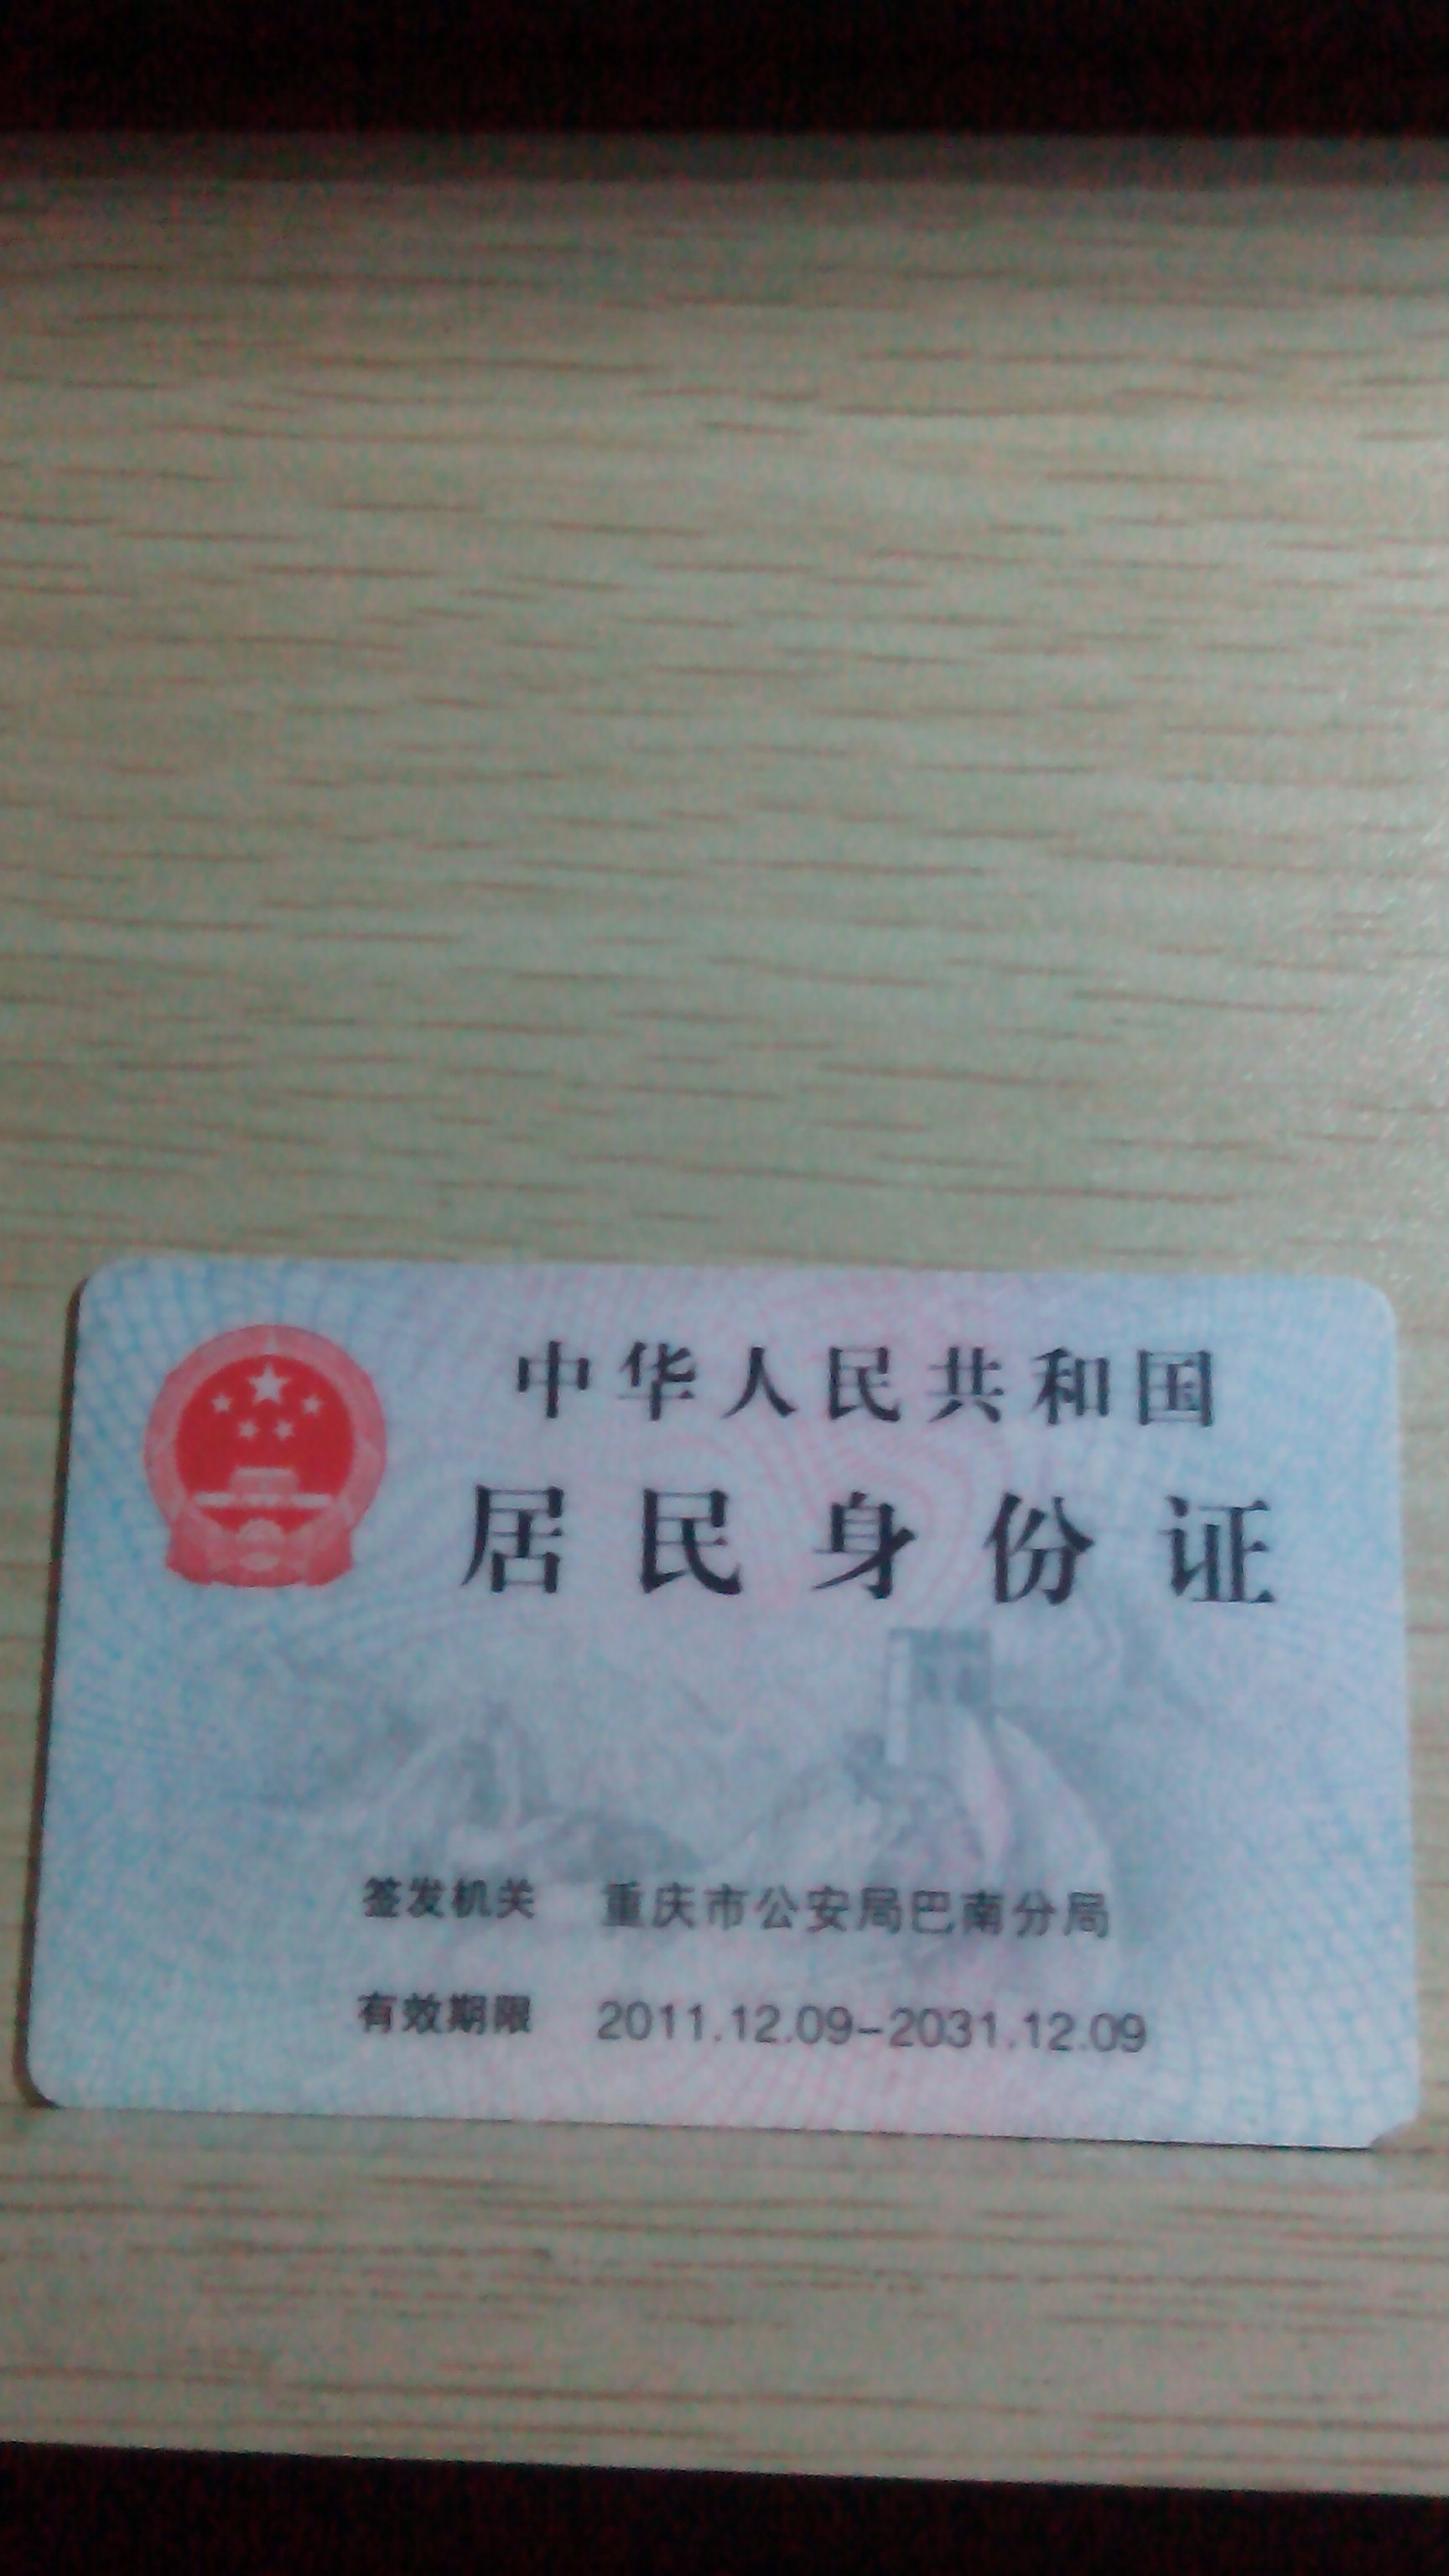 中华人民共和国
居民身份证
签发机关 重庆市公安局巴南分局
有效期限 2011.12.09-2031.12.09